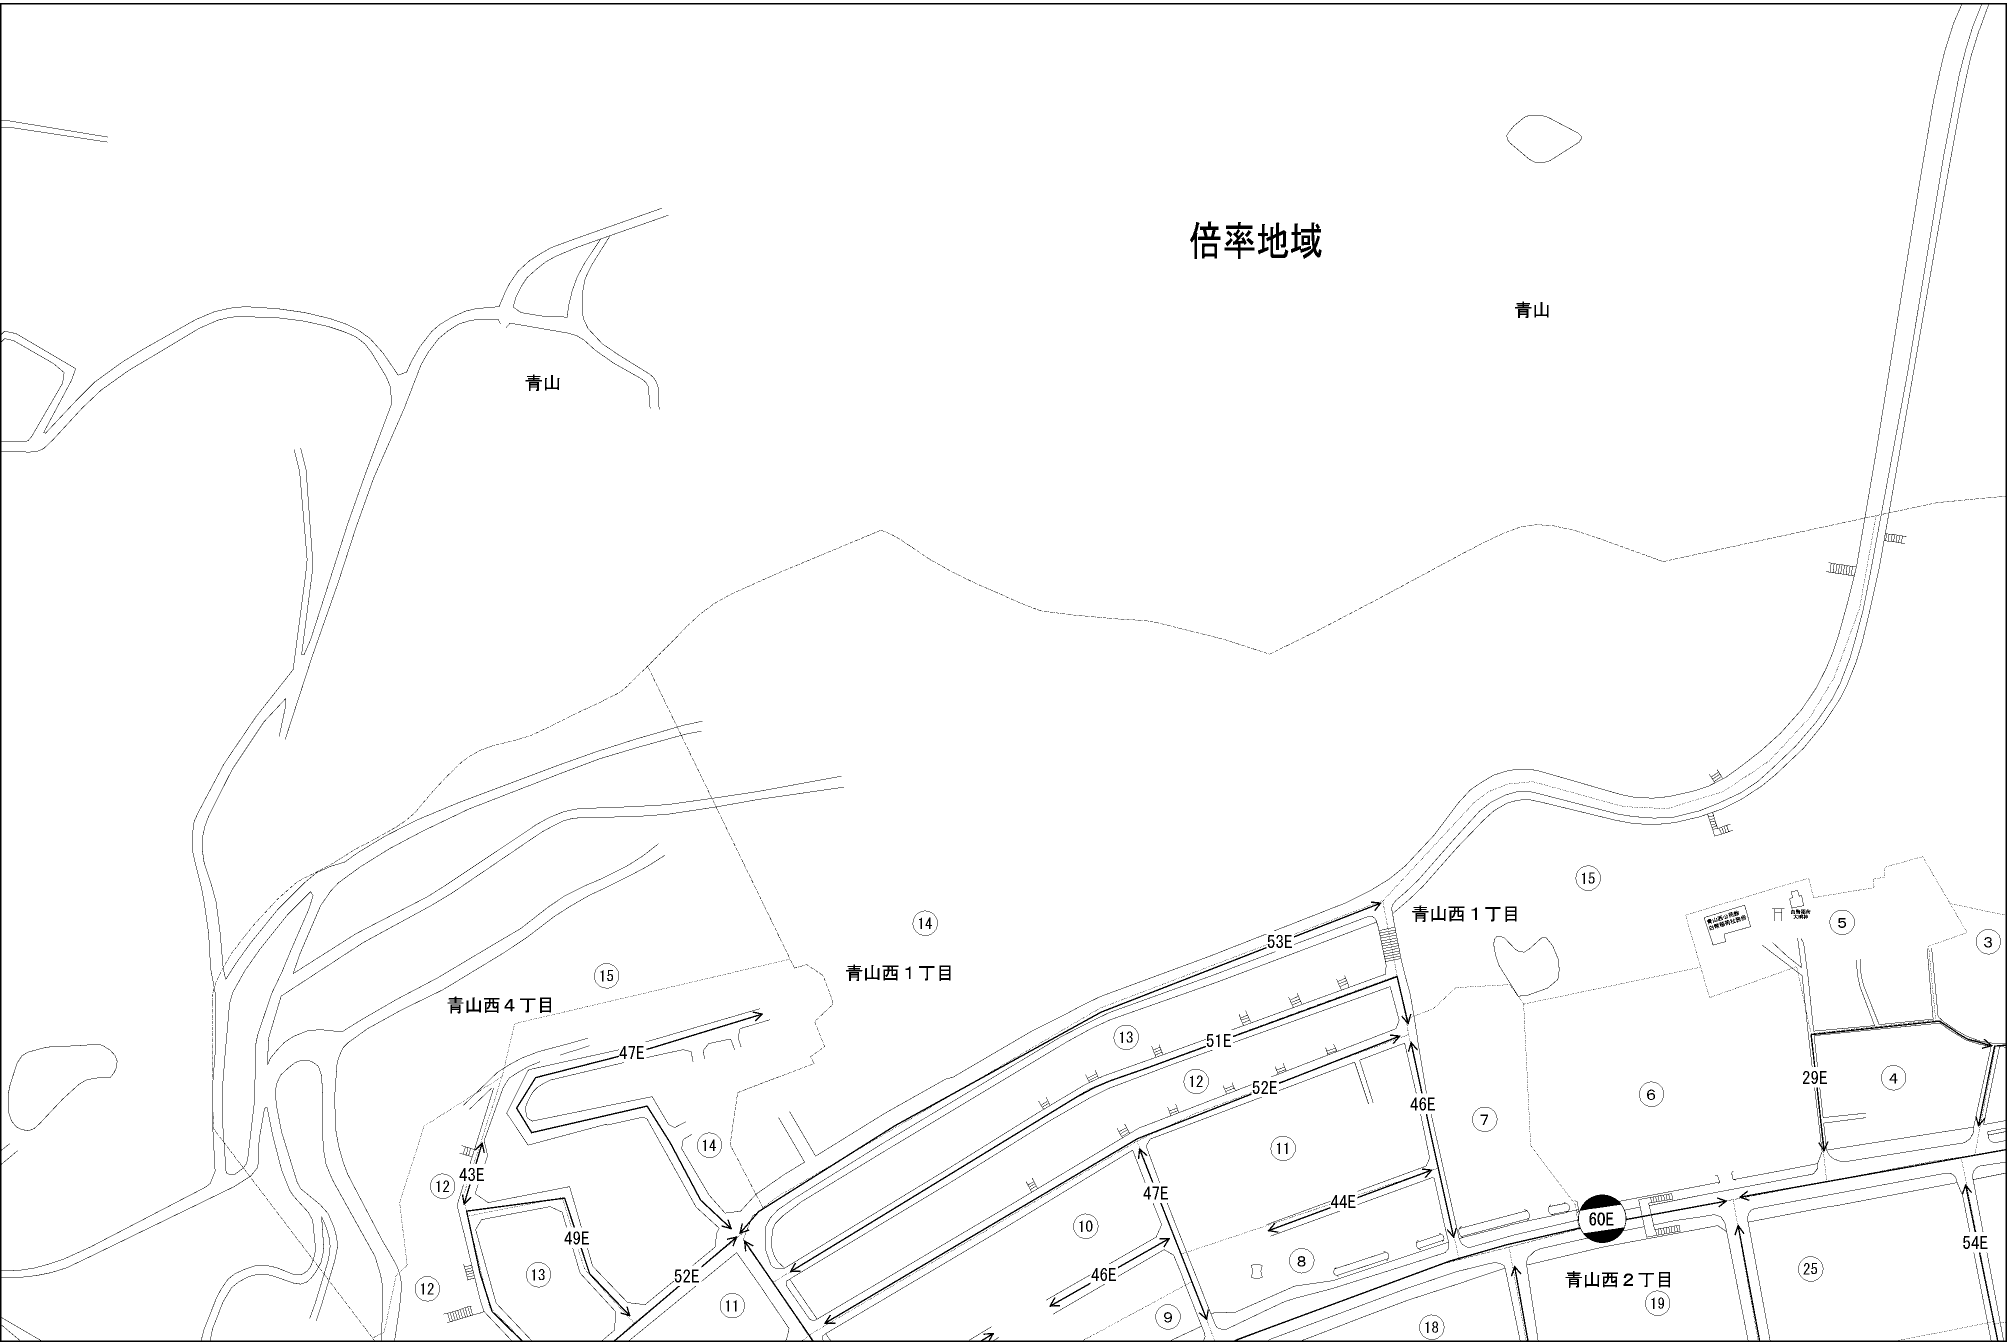 倍率地域
青山
青山
53E
⑮
青山西１丁目
⑤
③
⑭
青山西１丁目
⑮
青山西４丁目
47E
⑬
51E
⑫
52E
46E
⑦
⑥
29E
④
⑭
⑪
43E
⑫
47E
44E
⑩
60E
49E
54E
⑧
52E
46E
⑬
⑫
⑪
⑨
⑱
青山西２丁目
⑲
㉕